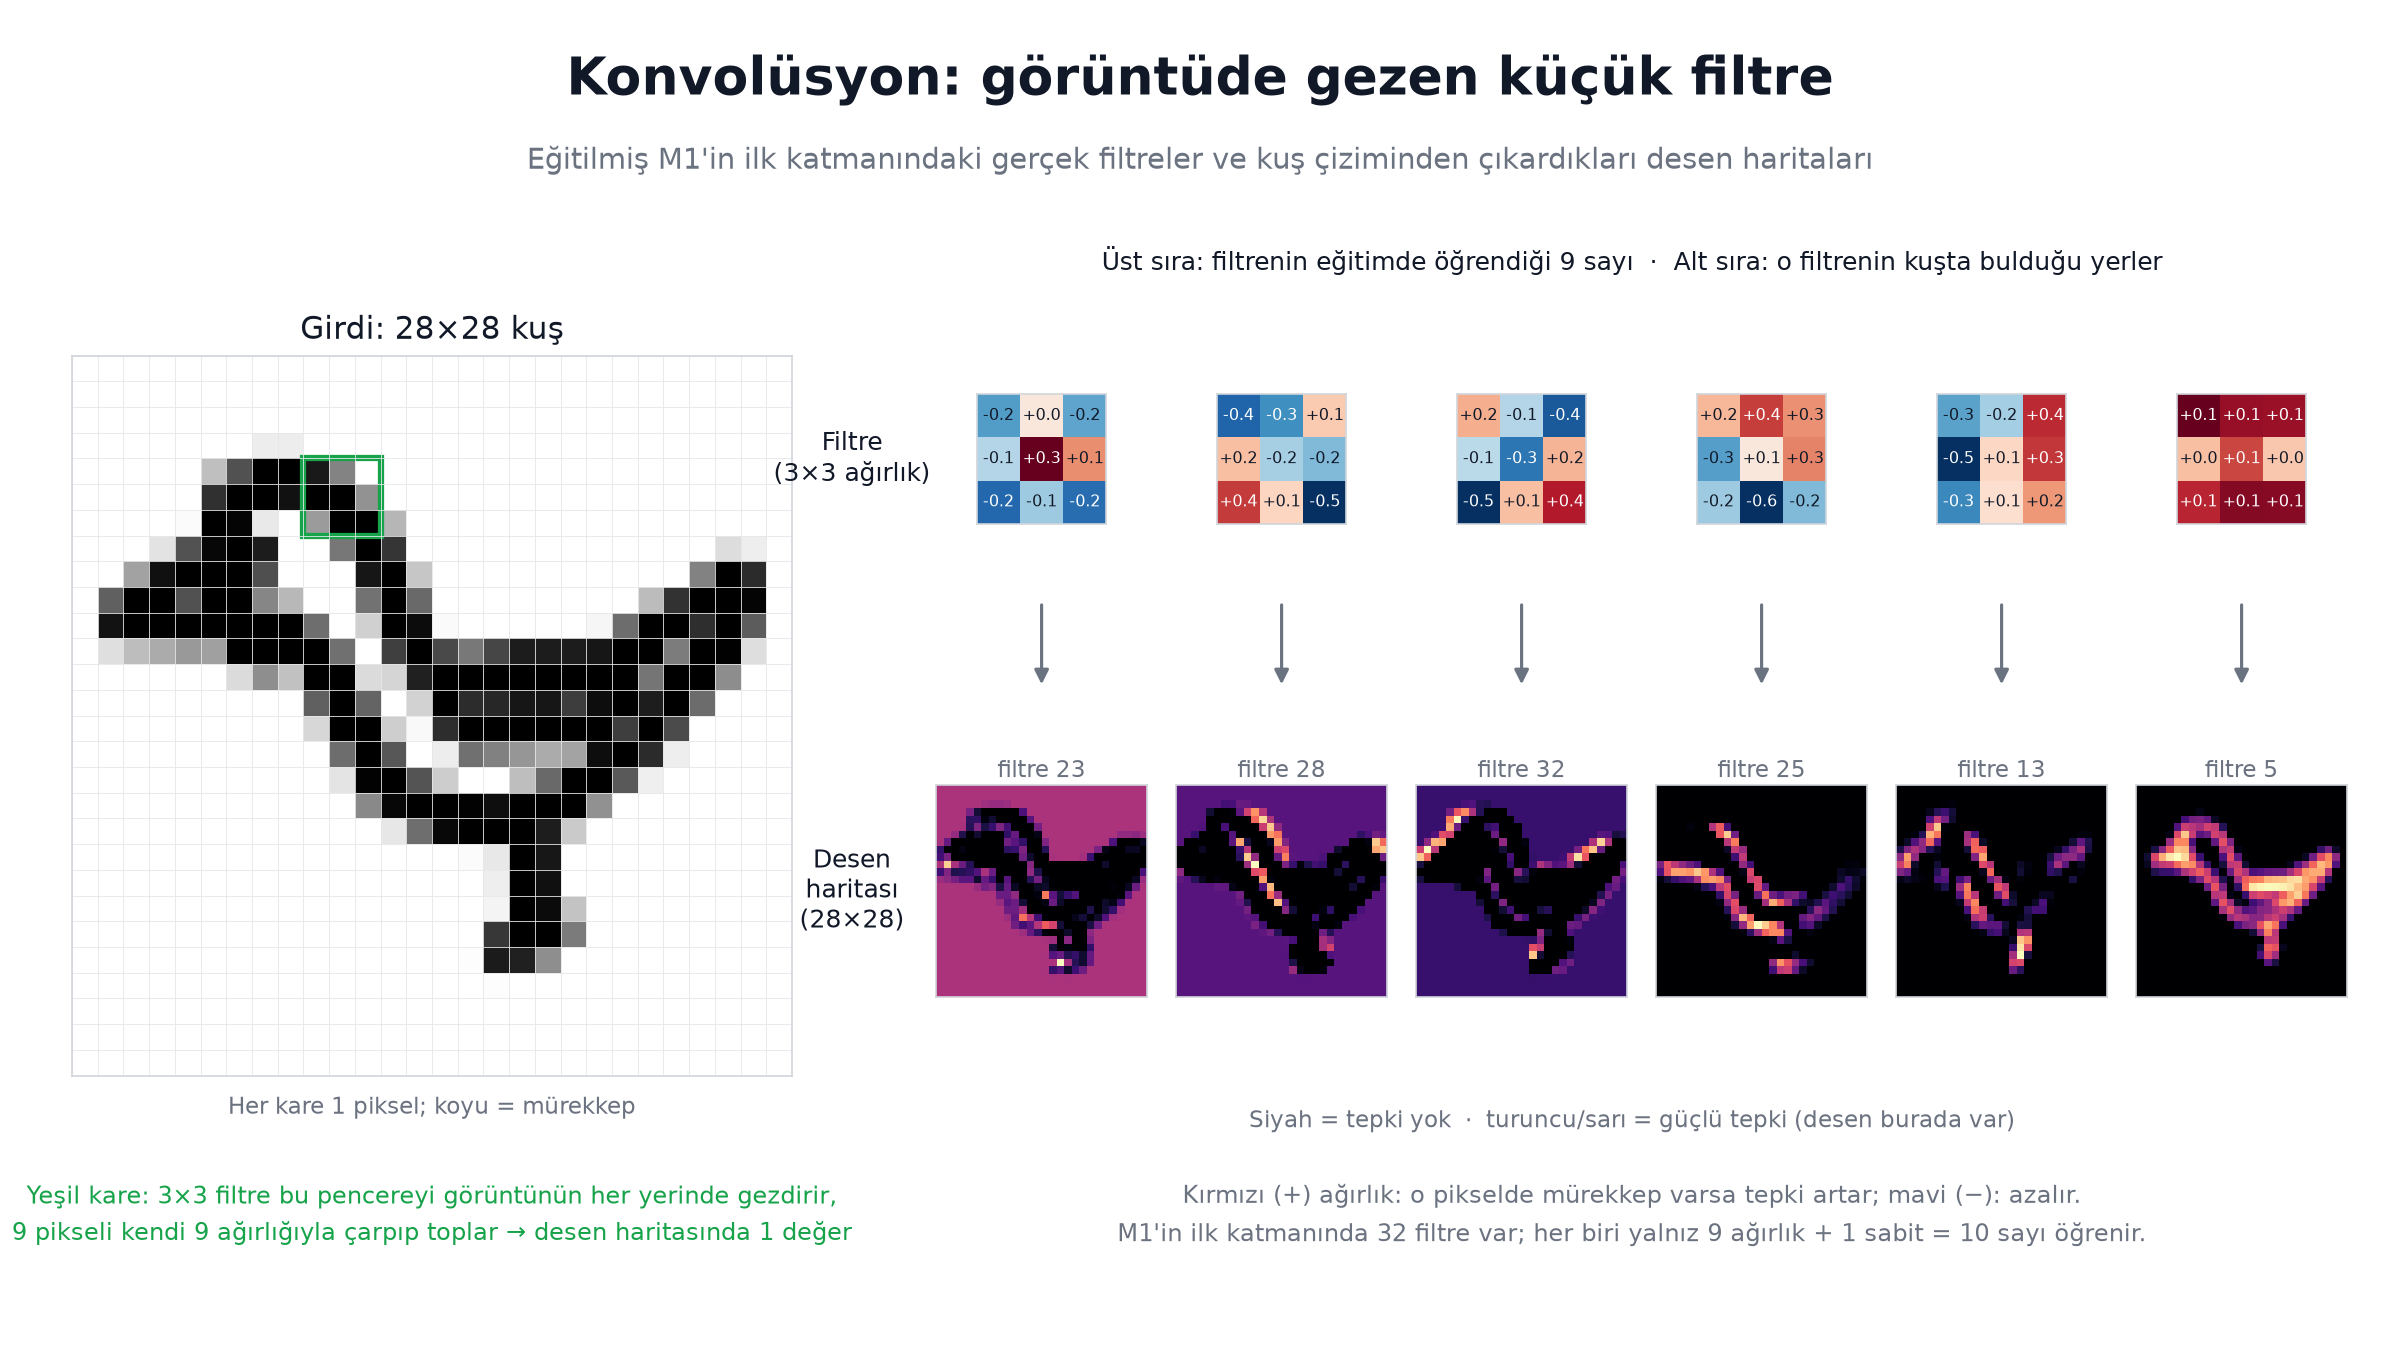 Konvolüsyon: görüntüde gezen küçük filtre
Eğitilmiş M1'in ilk katmanındaki gerçek filtreler ve kuş çiziminden çıkardıkları desen haritaları
Üst sıra: filtrenin eğitimde öğrendiği 9 sayı · Alt sıra: o filtrenin kuşta bulduğu yerler
Girdi: 28×28 kuş
Filtre
(3×3 ağırlık)
-0.2 +0.0 -0.2
-0.1 +0.3 +0.1
-0.2 -0.1 -0.2
-0.4 -0.3 +0.1
+0.2 -0.2 -0.2
+0.4 +0.1 -0.5
+0.2 -0.1 -0.4
-0.1 -0.3 +0.2
-0.5 +0.1 +0.4
+0.2 +0.4 +0.3
-0.3 +0.1 +0.3
-0.2 -0.6 -0.2
-0.3 -0.2 +0.4
-0.5 +0.1 +0.3
-0.3 +0.1 +0.2
+0.1 +0.1 +0.1
+0.0 +0.1 +0.0
+0.1 +0.1 +0.1
Desen
haritası
(28×28)
filtre 23
filtre 28
filtre 32
filtre 25
filtre 13
filtre 5
Her kare 1 piksel; koyu = mürekkep
Siyah = tepki yok · turuncu/sarı = güçlü tepki (desen burada var)
Yeşil kare: 3×3 filtre bu pencereyi görüntünün her yerinde gezdirir,
9 pikseli kendi 9 ağırlığıyla çarpıp toplar → desen haritasında 1 değer
Kırmızı (+) ağırlık: o pikselde mürekkep varsa tepki artar; mavi (−): azalır.
M1'in ilk katmanında 32 filtre var; her biri yalnız 9 ağırlık + 1 sabit = 10 sayı öğrenir.